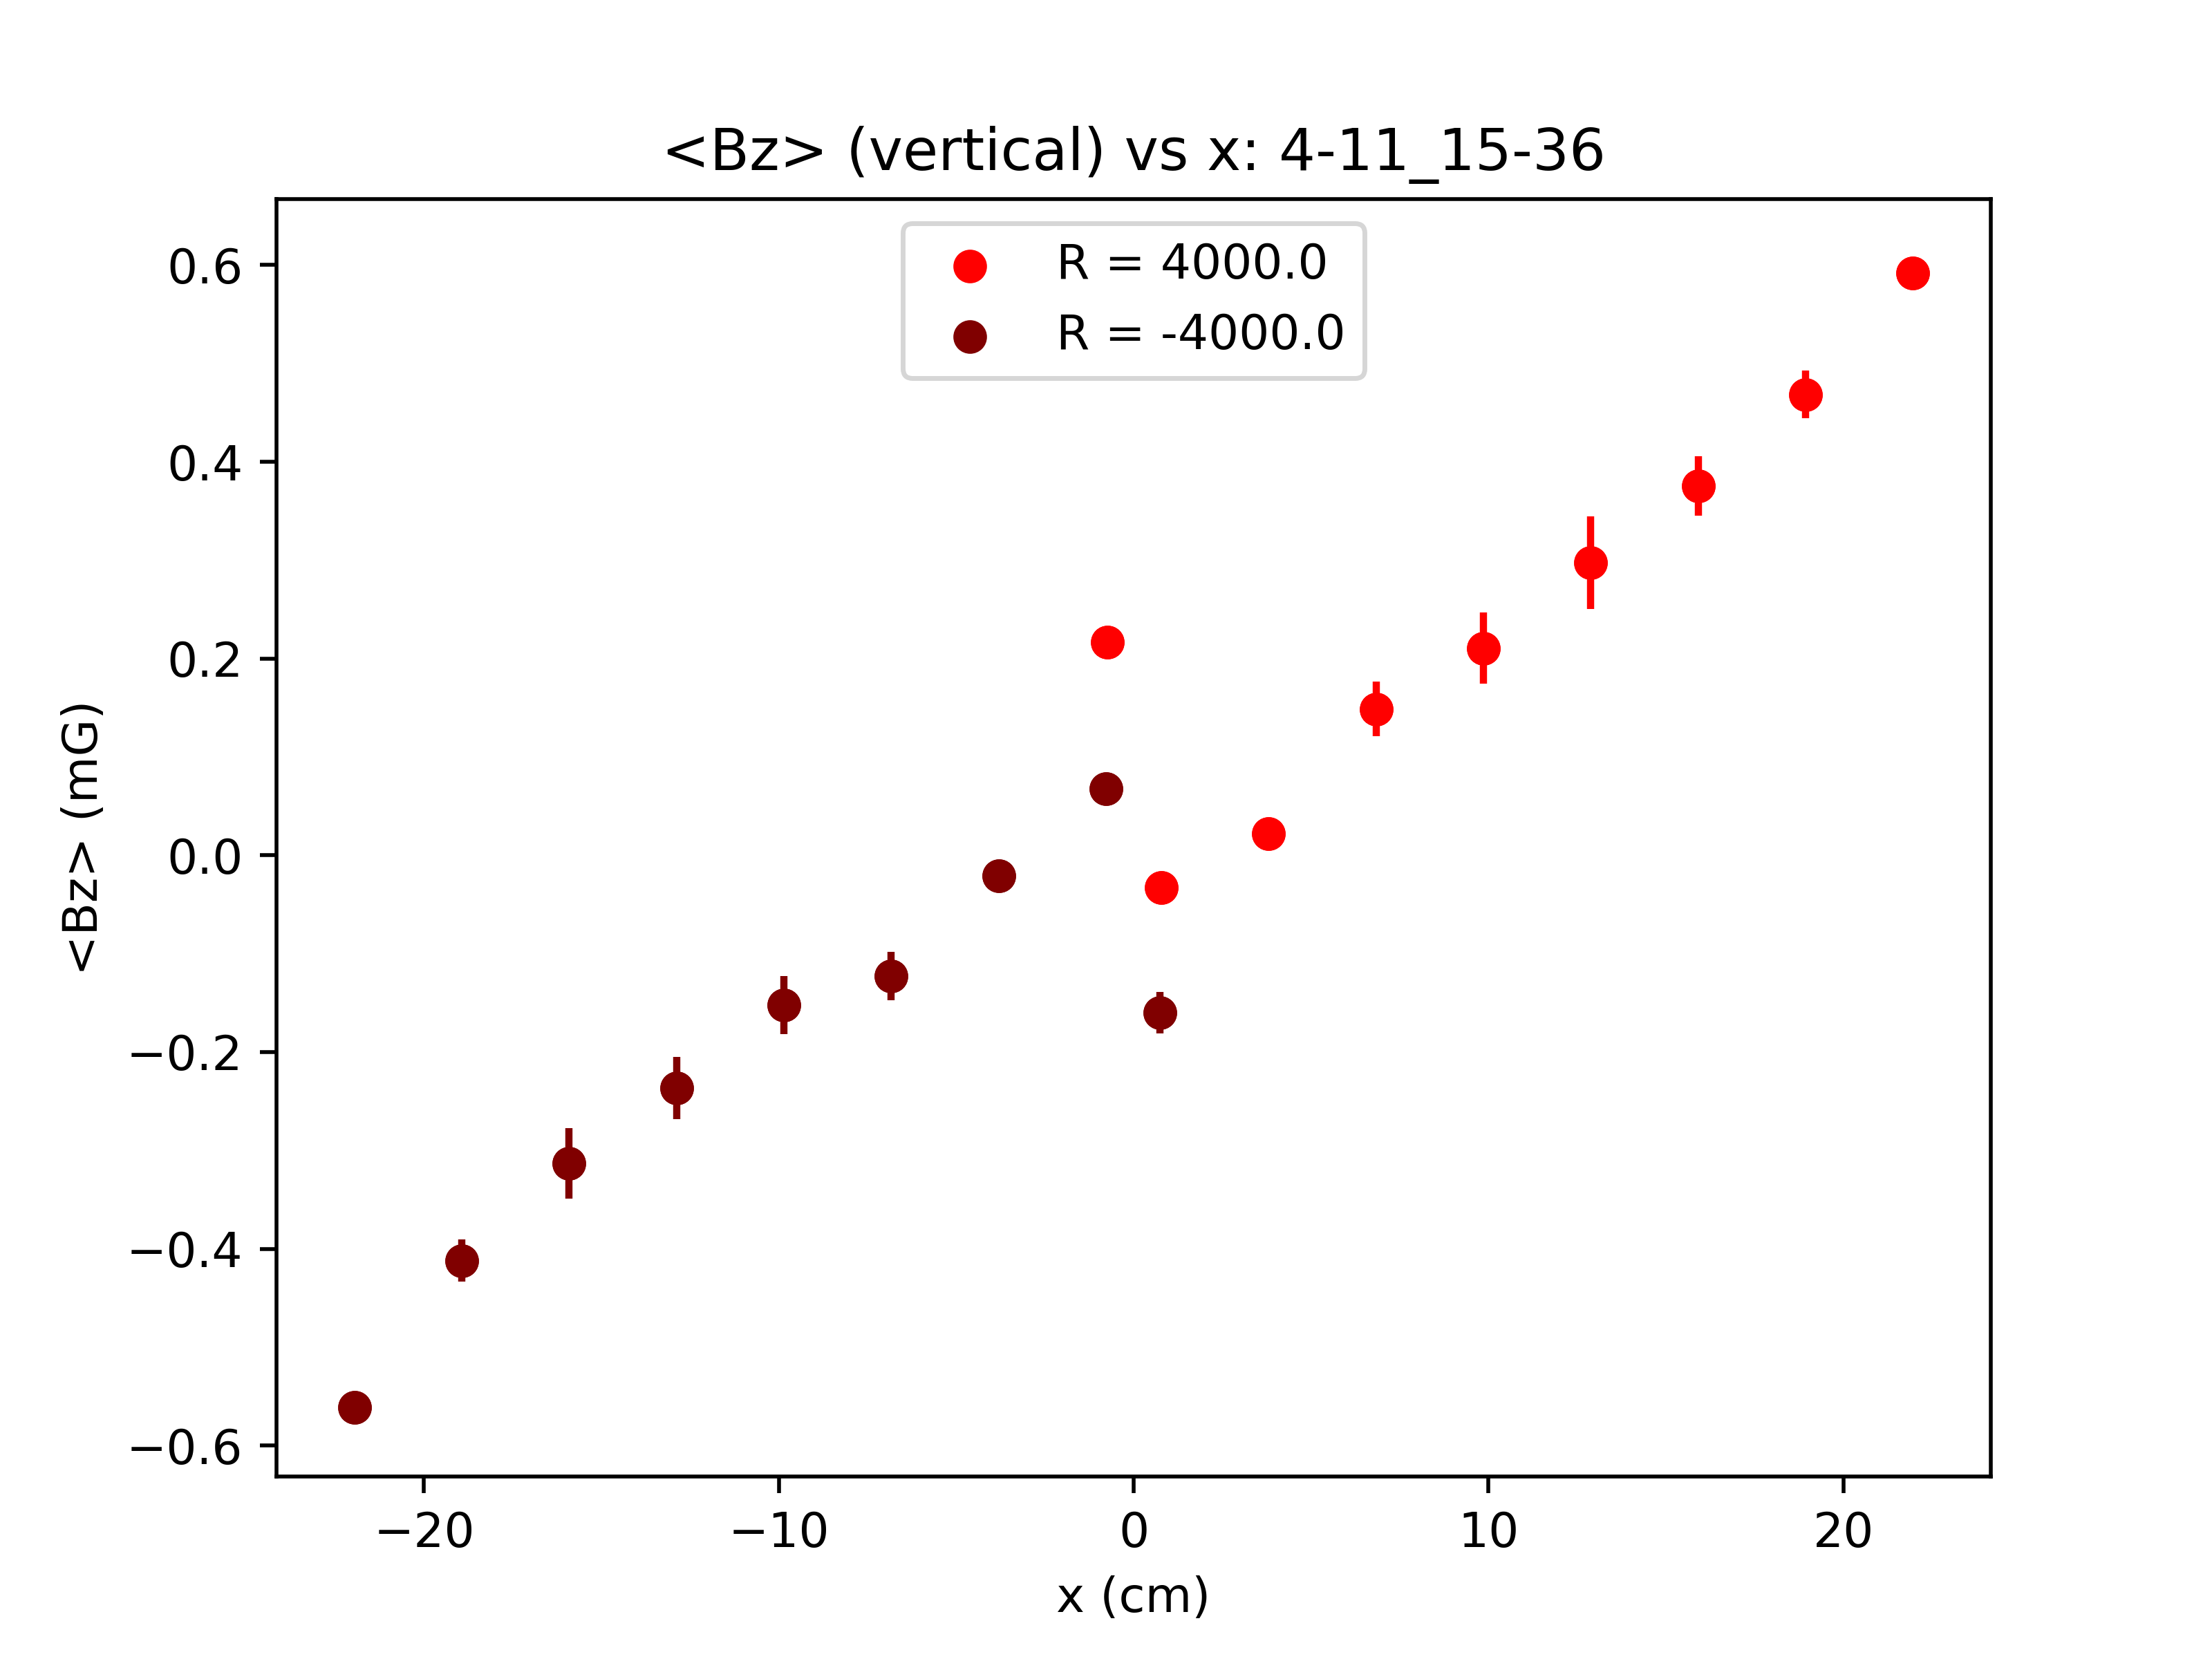 <Bz> (vertical) vs x: 4-11_15-36
R = 4000.0
R = -4000.0
0.6
0.4
0.2
0.0
−0.2
−0.4
−0.6
<Bz> (mG)
−20
−10
0
10
20
x (cm)